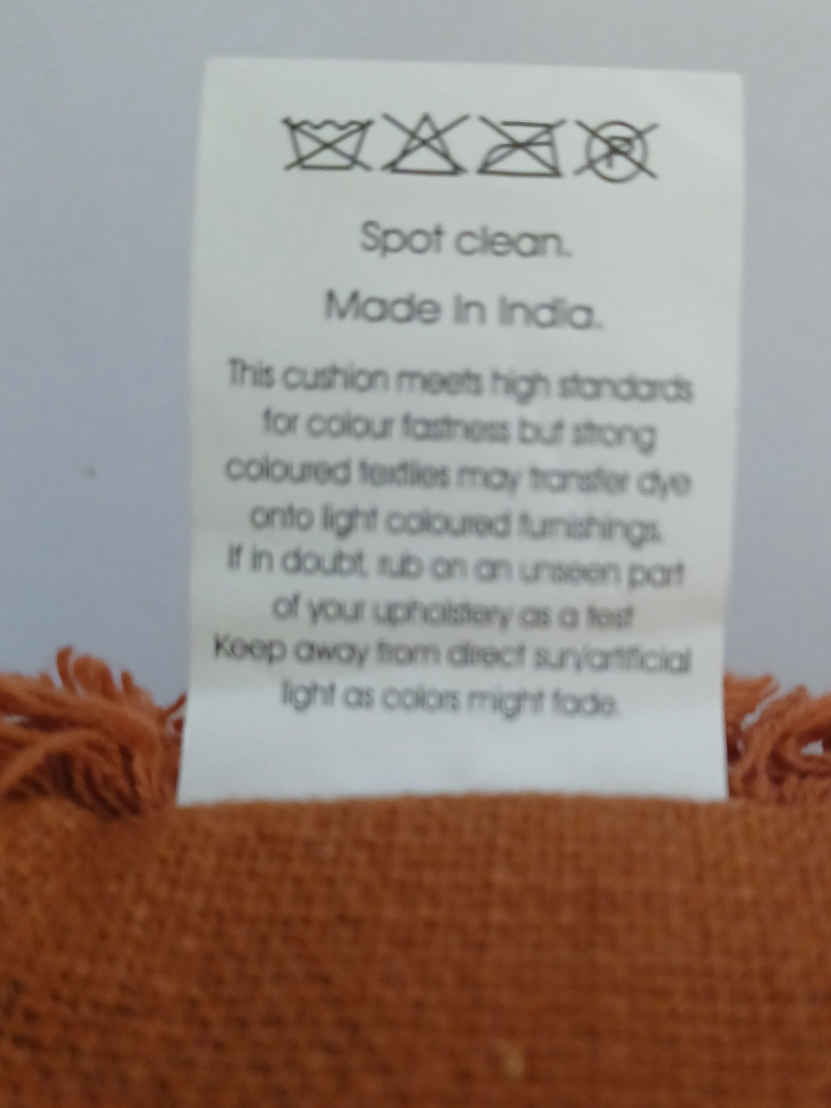 P
Spot clean.
Made in India.
This cushion meets high standards
for colour fastness but strong
coloured textiles may transfer dye
onto light coloured furnishings.
If in doubt, rub on an unseen part
of your upholstery as a test
Keep away from direct sun/artificial
light as colors might fade.